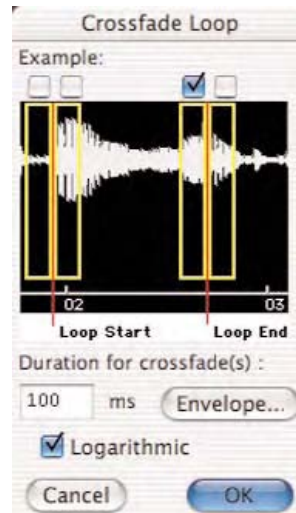 Crossfade Loop
Example:
02 03
Loop Start Loop End
Duration for crossfade(s) :
100 ms Envelope...
Logarithmic
Cancel OK